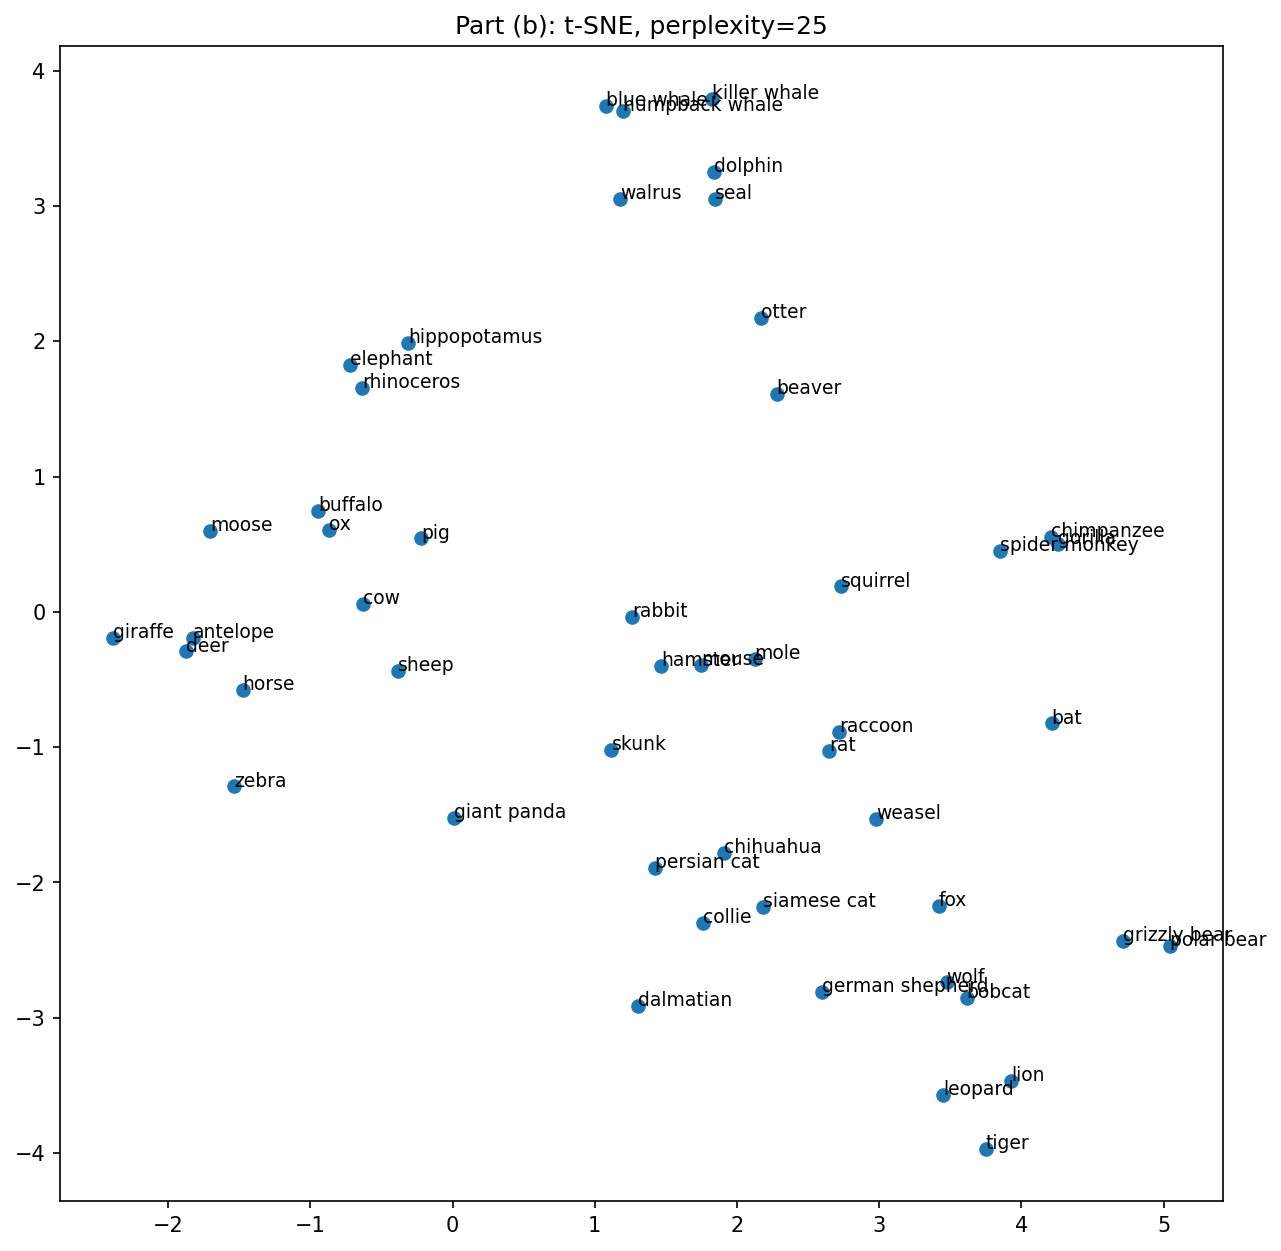 Part (b): t-SNE, perplexity=25
4
killer whale
blue whale
humpback whale
dolphin
walrus
seal
3
otter
hippopotamus
2
elephant
rhinoceros
beaver
1
buffalo
ox
moose
pig
chimpanzee
gorilla
spider monkey
squirrel
cow
rabbit
0
giraffe
antelope
deer
sheep
hamster
mouse
mole
horse
bat
raccoon
rat
skunk
−1
zebra
giant panda
weasel
chihuahua
persian cat
−2
siamese cat
fox
collie
grizzly bear
polar bear
wolf
german shepherd
bobcat
dalmatian
−3
lion
leopard
tiger
−4
−2
−1
0
1
2
3
4
5